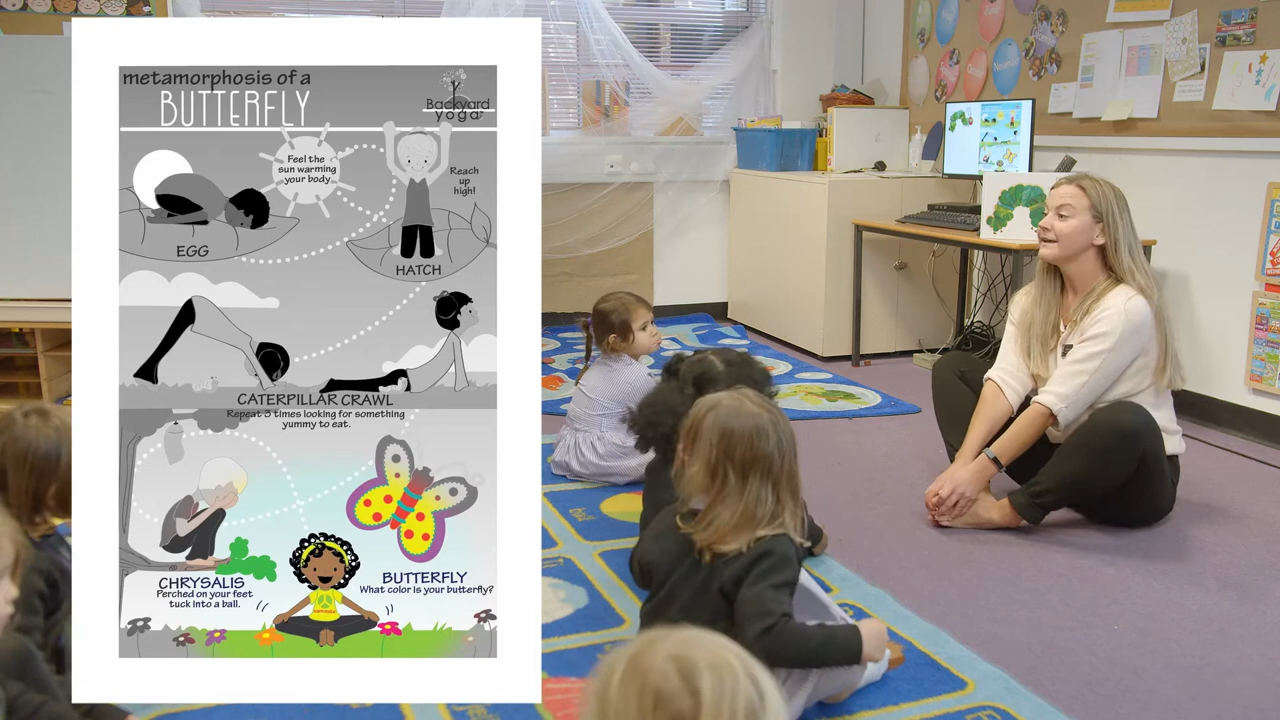 metamorphosis of a
BUTTERFLY
Backyard
yoga
Feel the
sun warming
your body
Reach
up
high!
EGG
HATCH
CATERPILLAR CRAWL
Repeat 3 times looking for something
yummy to eat.
CHRYSALIS
Perched on your feet
tuck into a ball.
BUTTERFLY
What color is your butterfly?